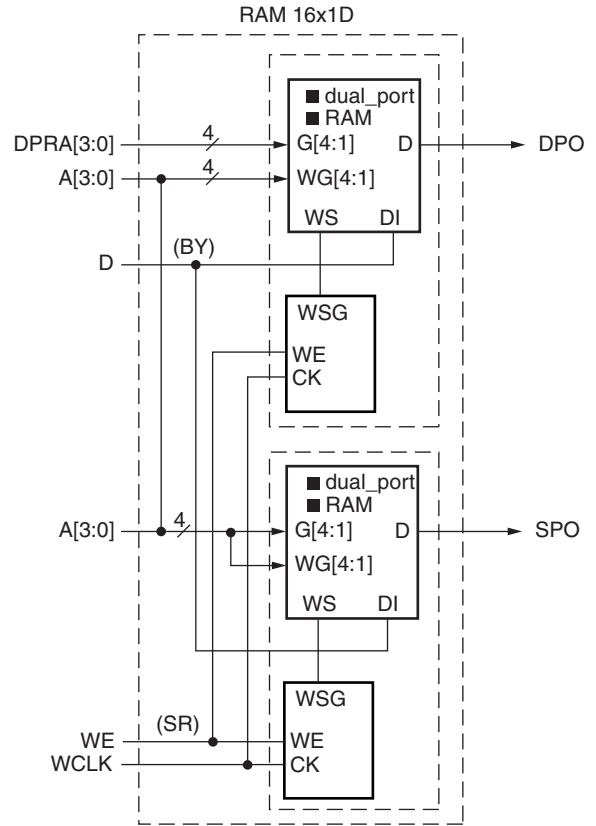 RAM 16x1D
dual_port
RAM
DPRA[3:0]
4
G[4:1]
D
DPO
A[3:0]
4
WG[4:1]
WS
DI
D
(BY)
WSG
WE
CK
dual_port
RAM
A[3:0]
4
G[4:1]
D
SPO
WG[4:1]
WS
DI
WSG
WE
(SR)
WE
WCLK
CK